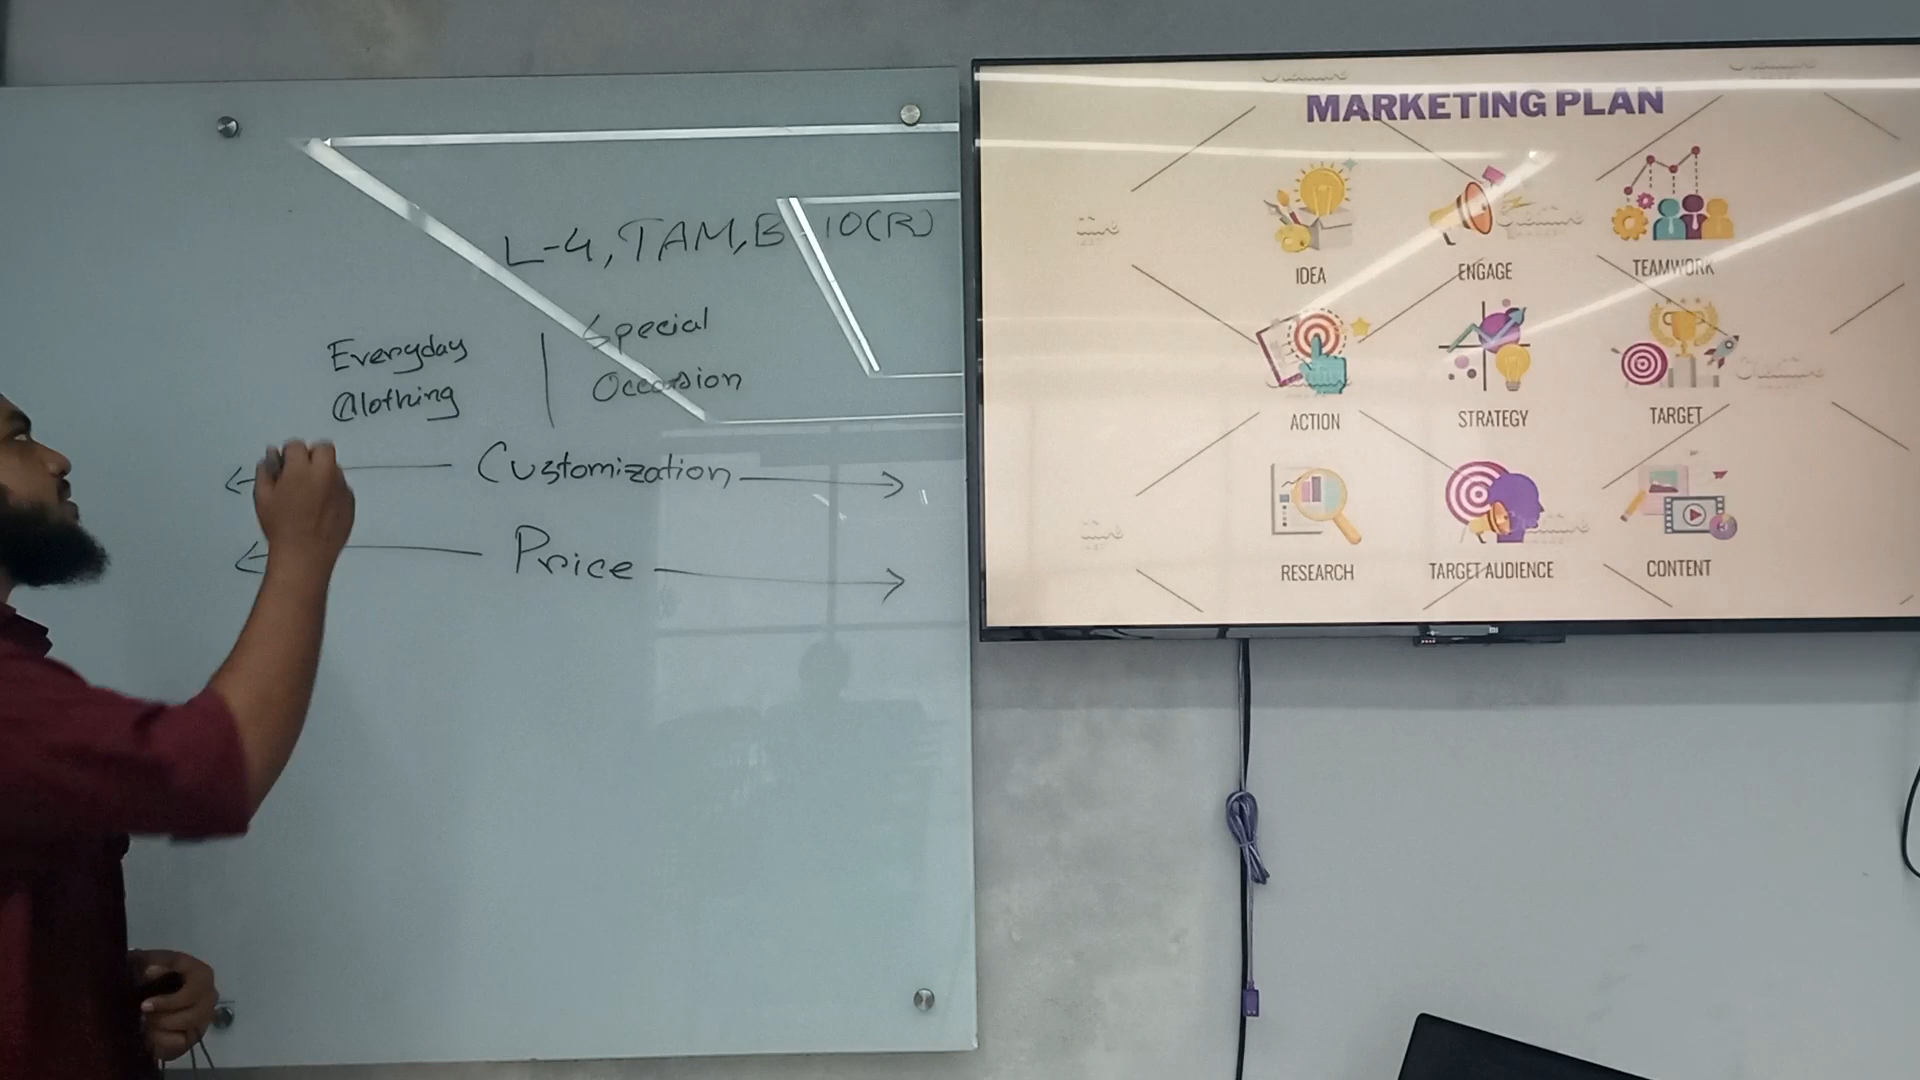 L-4, TAM, B-10(R)
Everyday
Clothing
Special
Occasion
Customization
Price
MARKETING PLAN
IDEA
ENGAGE
TEAMWORK
ACTION
STRATEGY
TARGET
RESEARCH
TARGET AUDIENCE
CONTENT